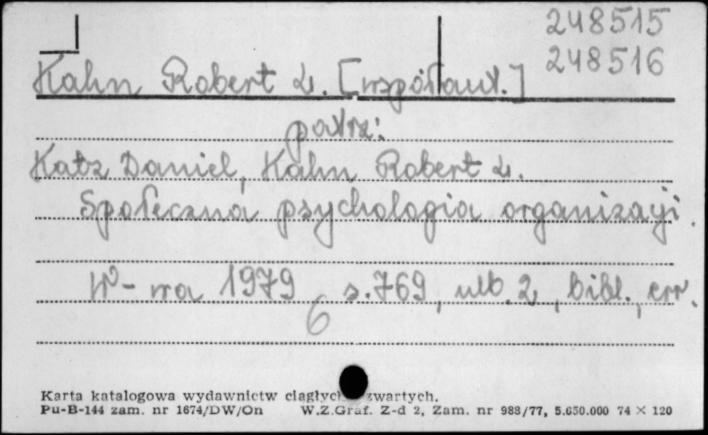 248515
248516
Kahn Robert L. [współaut.]
patrz:
Katz Daniel, Kahn Robert L.
Społeczna psychologia organizacji.
W-wa 1979 s. 769, nlb. 2, bibl., err.
6
Karta katalogowa wydawnictw ciągłych zwartych.
Pu-B-144 zam. nr 1674/DW/On W.Z.Graf. Z-d 2, Zam. nr 988/77, 5.650.000 74 × 120